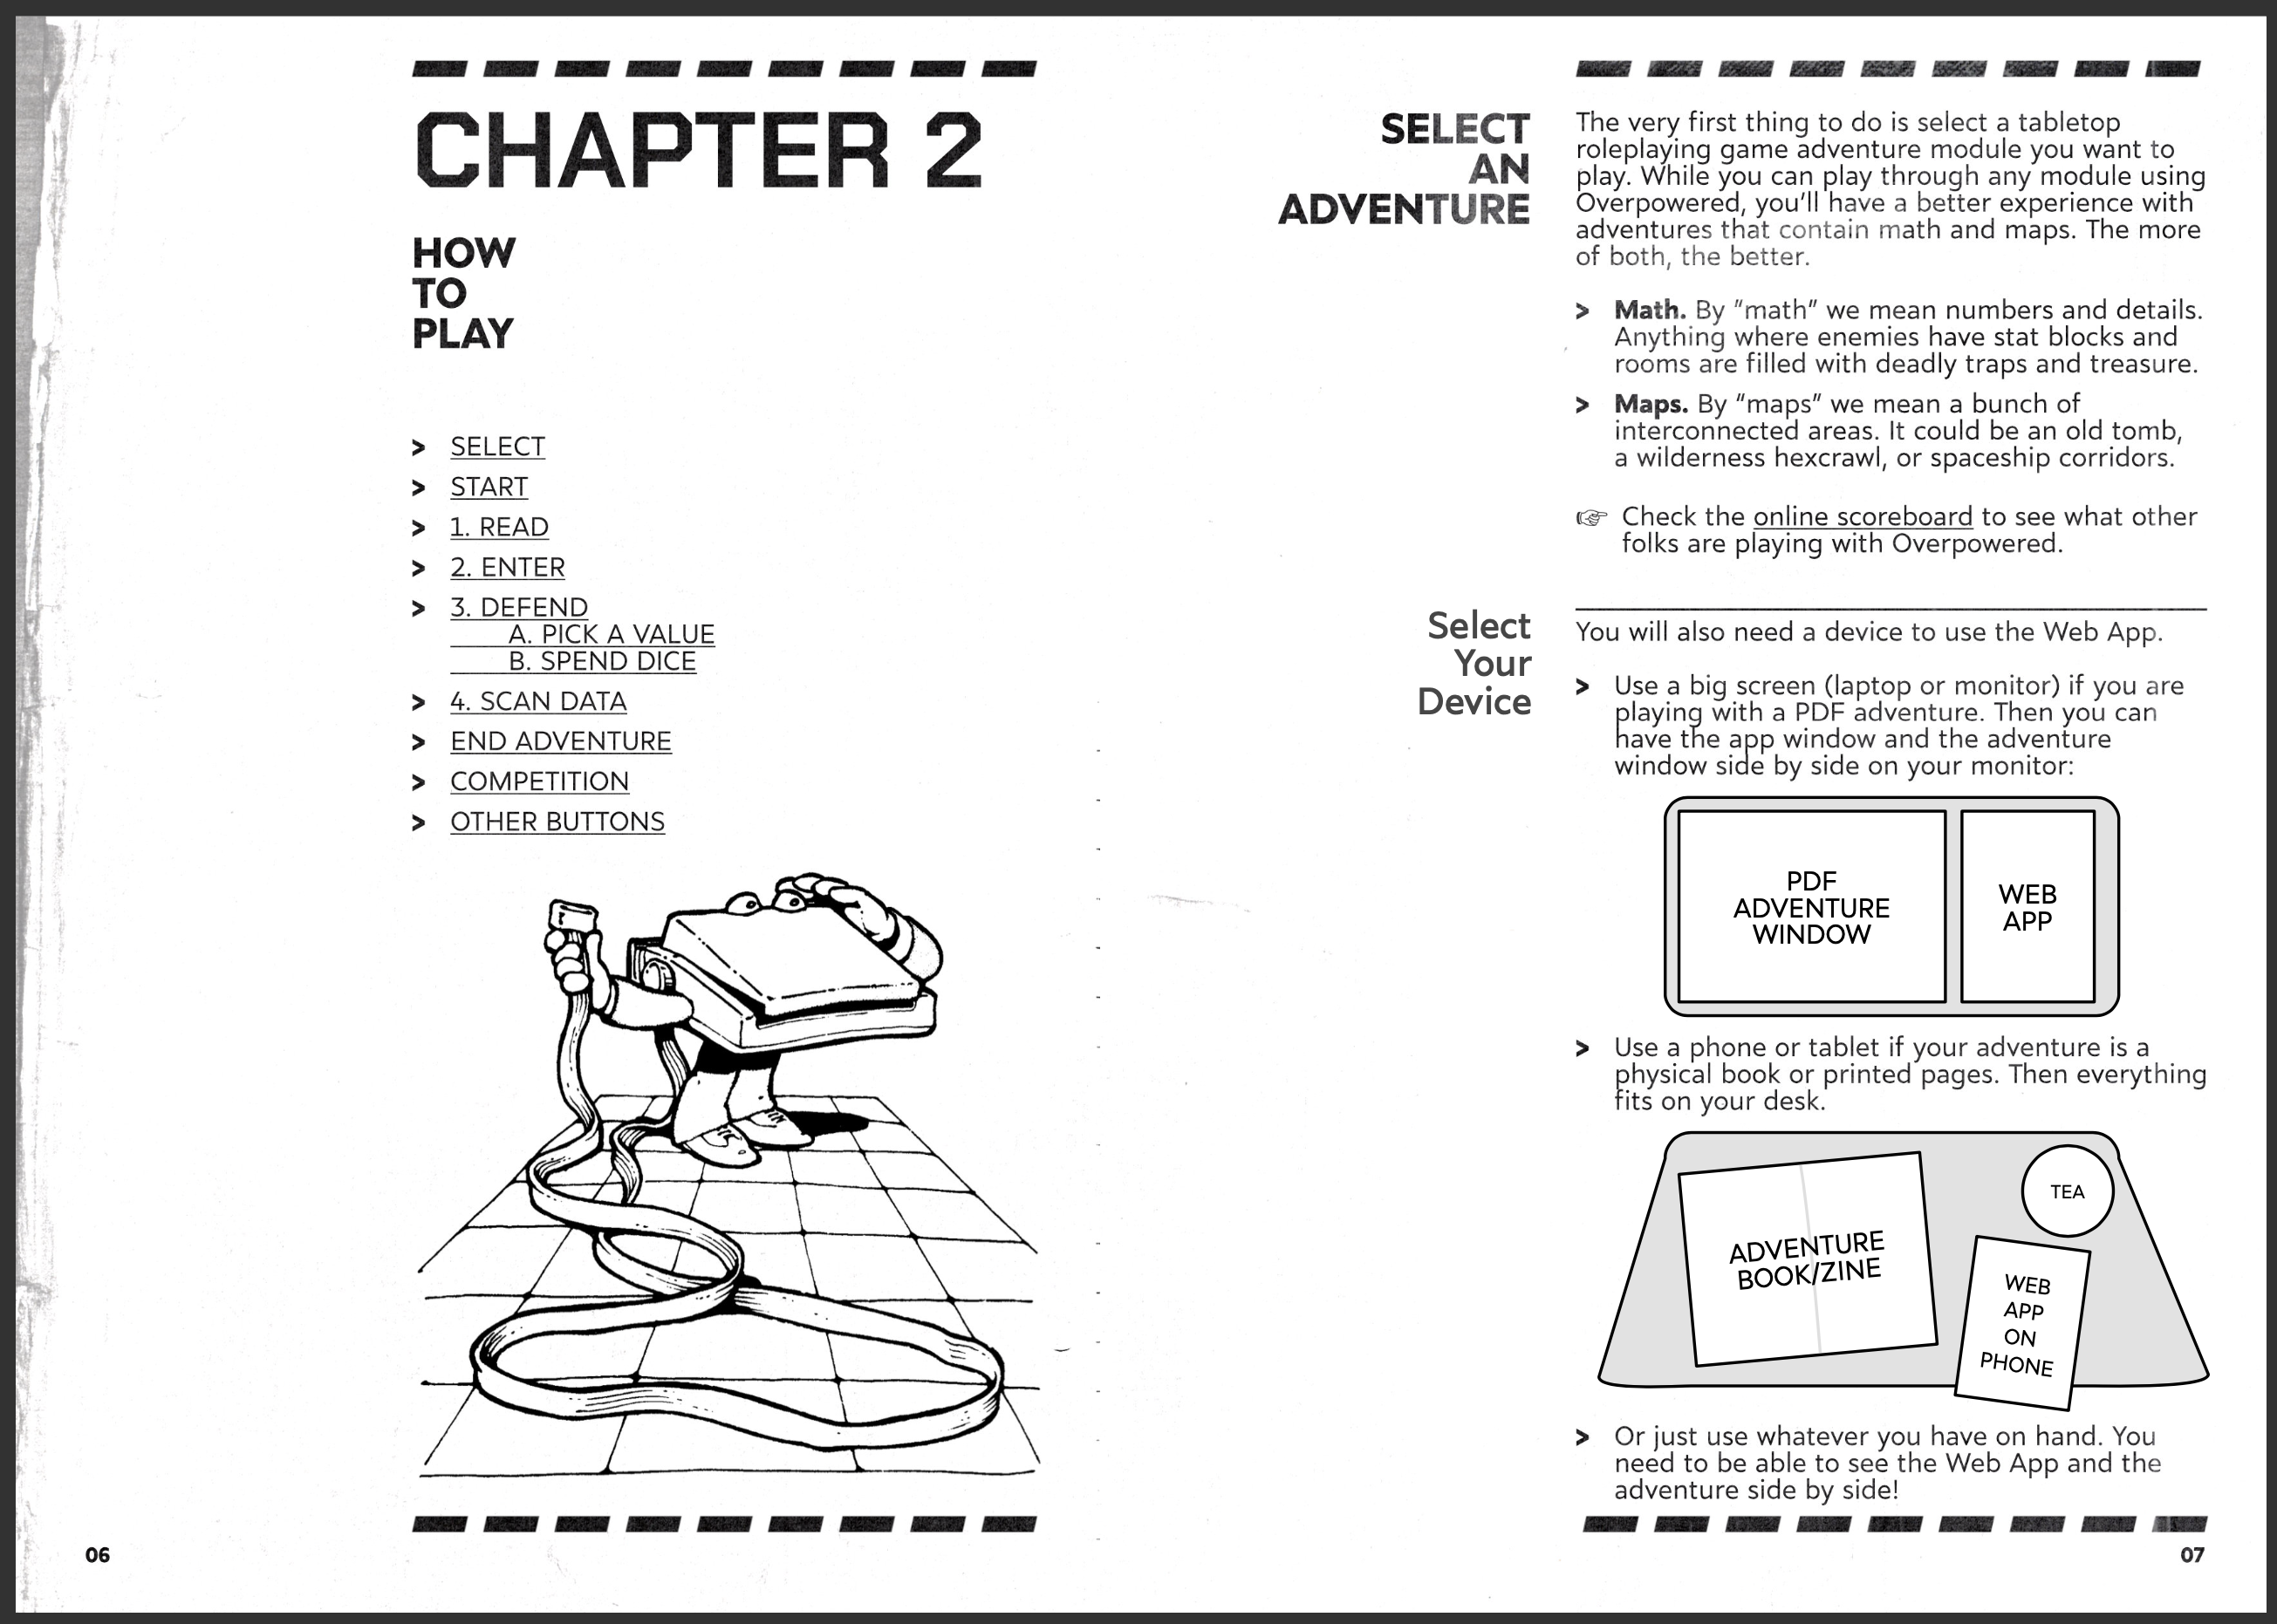 CHAPTER 2
HOW
TO
PLAY
> SELECT
> START
> 1. READ
> 2. ENTER
> 3. DEFEND
A. PICK A VALUE
B. SPEND DICE
> 4. SCAN DATA
> END ADVENTURE
> COMPETITION
> OTHER BUTTONS
06
SELECT
AN
ADVENTURE
The very first thing to do is select a tabletop
roleplaying game adventure module you want to
play. While you can play through any module using
Overpowered, you'll have a better experience with
adventures that contain math and maps. The more
of both, the better.
> Math. By "math" we mean numbers and details.
Anything where enemies have stat blocks and
rooms are filled with deadly traps and treasure.
> Maps. By "maps" we mean a bunch of
interconnected areas. It could be an old tomb,
a wilderness hexcrawl, or spaceship corridors.
☞ Check the online scoreboard to see what other
folks are playing with Overpowered.
Select
Your
Device
You will also need a device to use the Web App.
> Use a big screen (laptop or monitor) if you are
playing with a PDF adventure. Then you can
have the app window and the adventure
window side by side on your monitor:
PDF
ADVENTURE
WINDOW
WEB
APP
> Use a phone or tablet if your adventure is a
physical book or printed pages. Then everything
fits on your desk.
ADVENTURE
BOOK/ZINE
TEA
WEB
APP
ON
PHONE
> Or just use whatever you have on hand. You
need to be able to see the Web App and the
adventure side by side!
07